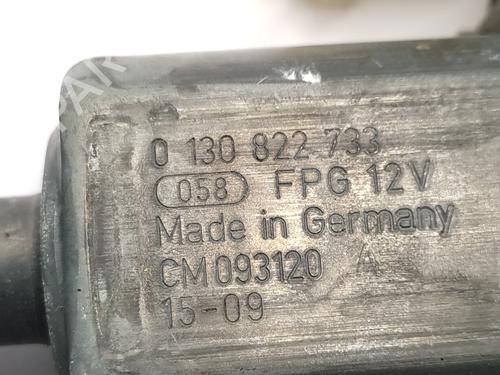 0 130 822 733
058 FPG 12V
Made in Germany
CM093120 A
15-09